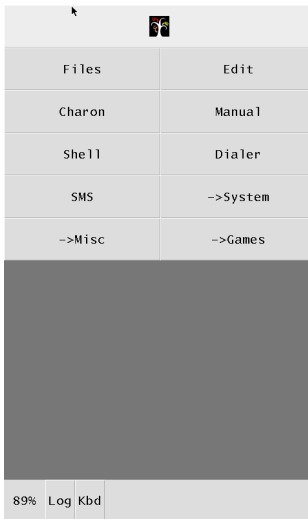 Files Edit
Charon Manual
Shell Dialer
SMS ->System
->Misc ->Games
89% Log Kbd